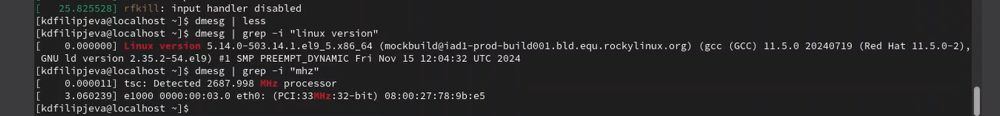 [   25.825528] rfkill: input handler disabled
[kdfilipjeva@localhost ~]$ dmesg | less
[kdfilipjeva@localhost ~]$ dmesg | grep -i "linux version"
[    0.000000] Linux version 5.14.0-503.14.1.el9_5.x86_64 (mockbuild@iad1-prod-build001.bld.equ.rockylinux.org) (gcc (GCC) 11.5.0 20240719 (Red Hat 11.5.0-2),
GNU ld version 2.35.2-54.el9) #1 SMP PREEMPT_DYNAMIC Fri Nov 15 12:04:32 UTC 2024
[kdfilipjeva@localhost ~]$ dmesg | grep -i "mhz"
[    0.000011] tsc: Detected 2687.998 MHz processor
[    3.060239] e1000 0000:00:03.0 eth0: (PCI:33MHz:32-bit) 08:00:27:78:9b:e5
[kdfilipjeva@localhost ~]$